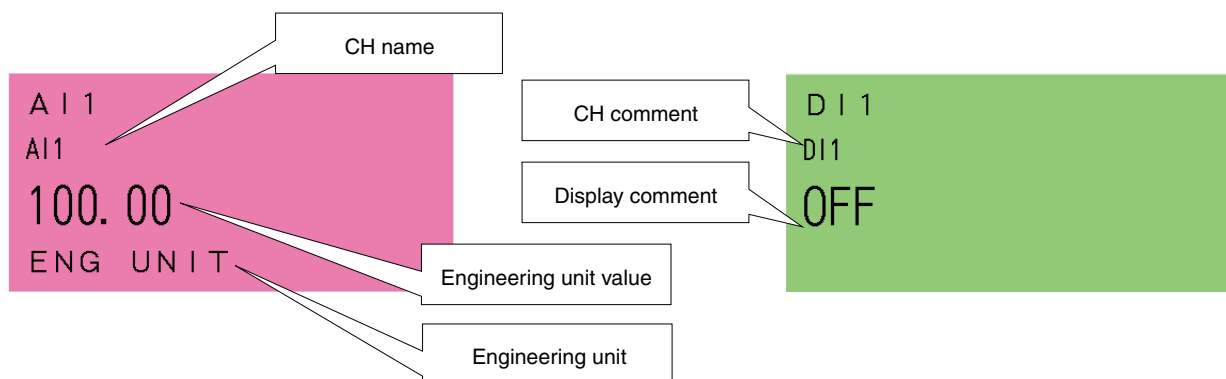 CH name
AI1
AI1
100.00
ENG UNIT
Engineering unit value
Engineering unit
CH comment
Display comment
DI1
DI1
OFF